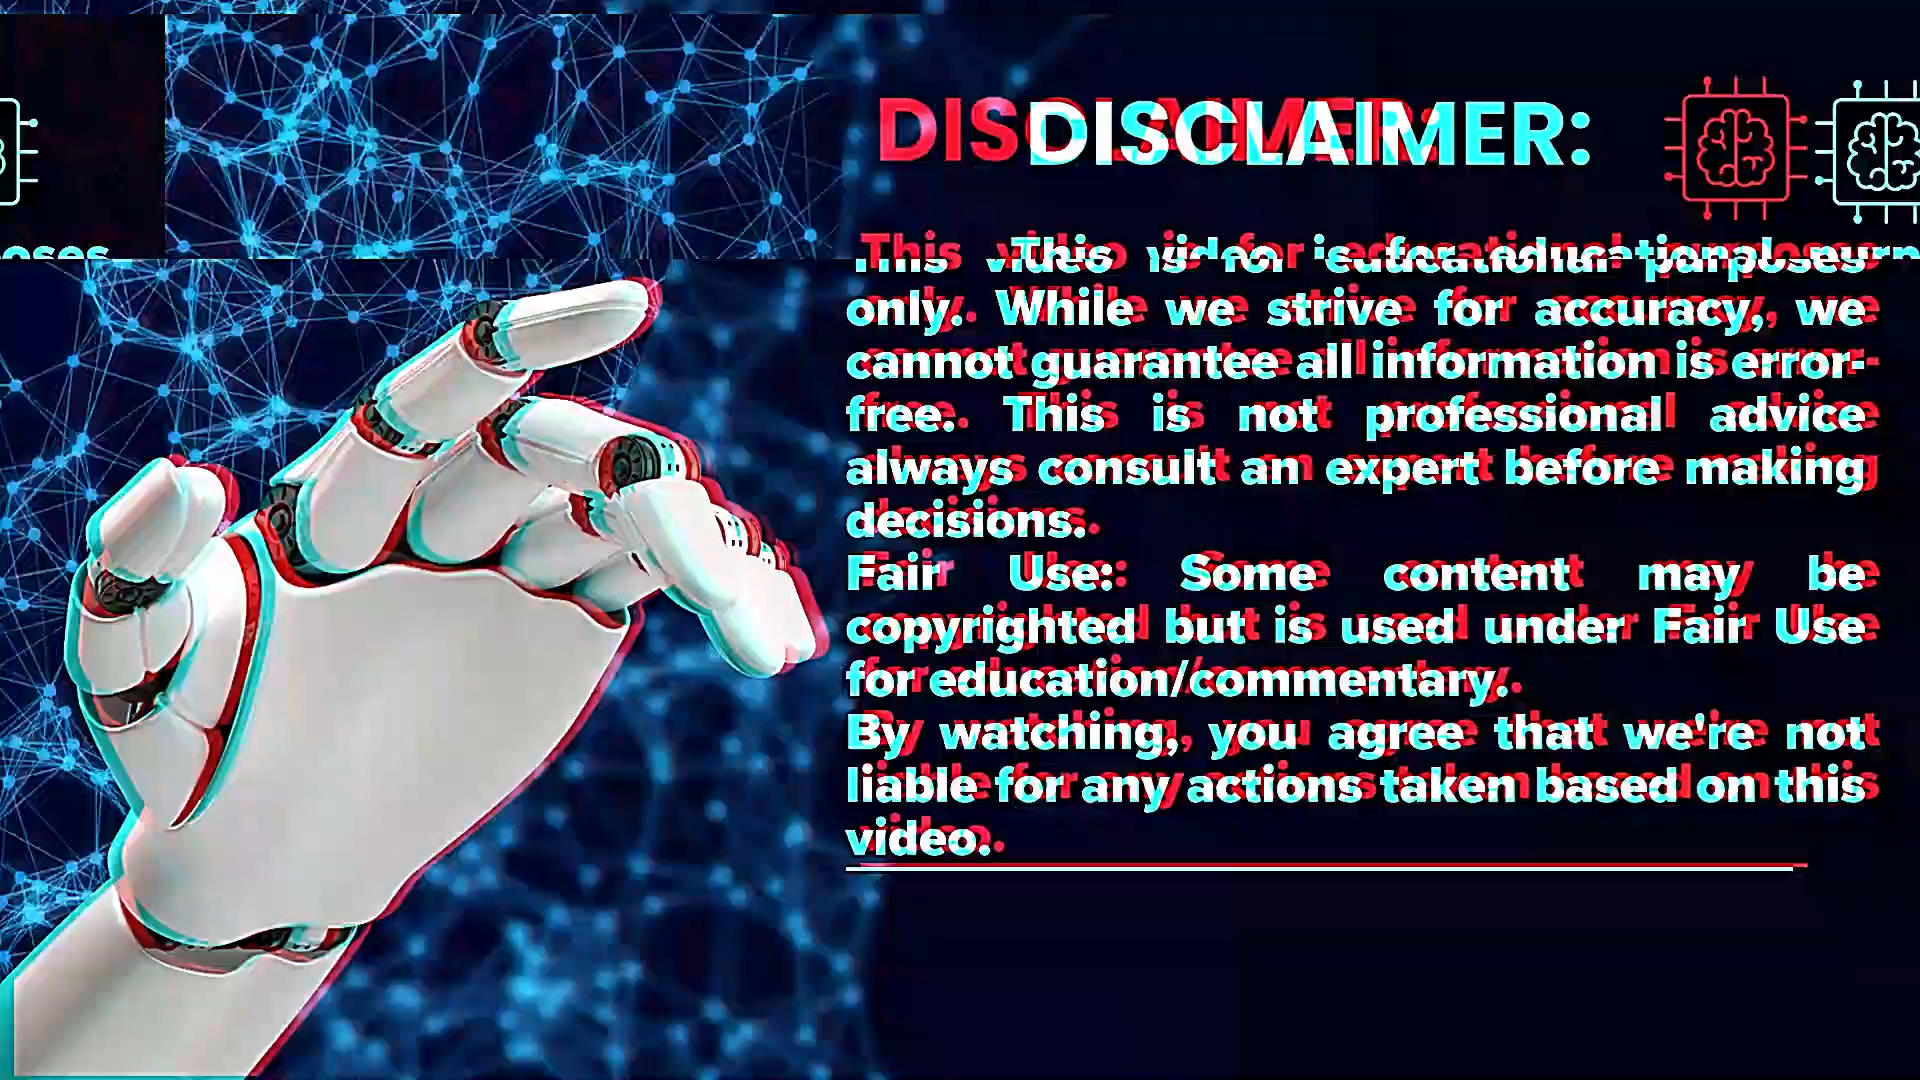 DISCLAIMER:
This video is for educational purposes
only. While we strive for accuracy, we
cannot guarantee all information is error-
free. This is not professional advice
always consult an expert before making
decisions.
Fair Use: Some content may be
copyrighted but is used under Fair Use
for education/commentary.
By watching, you agree that we're not
liable for any actions taken based on this
video.